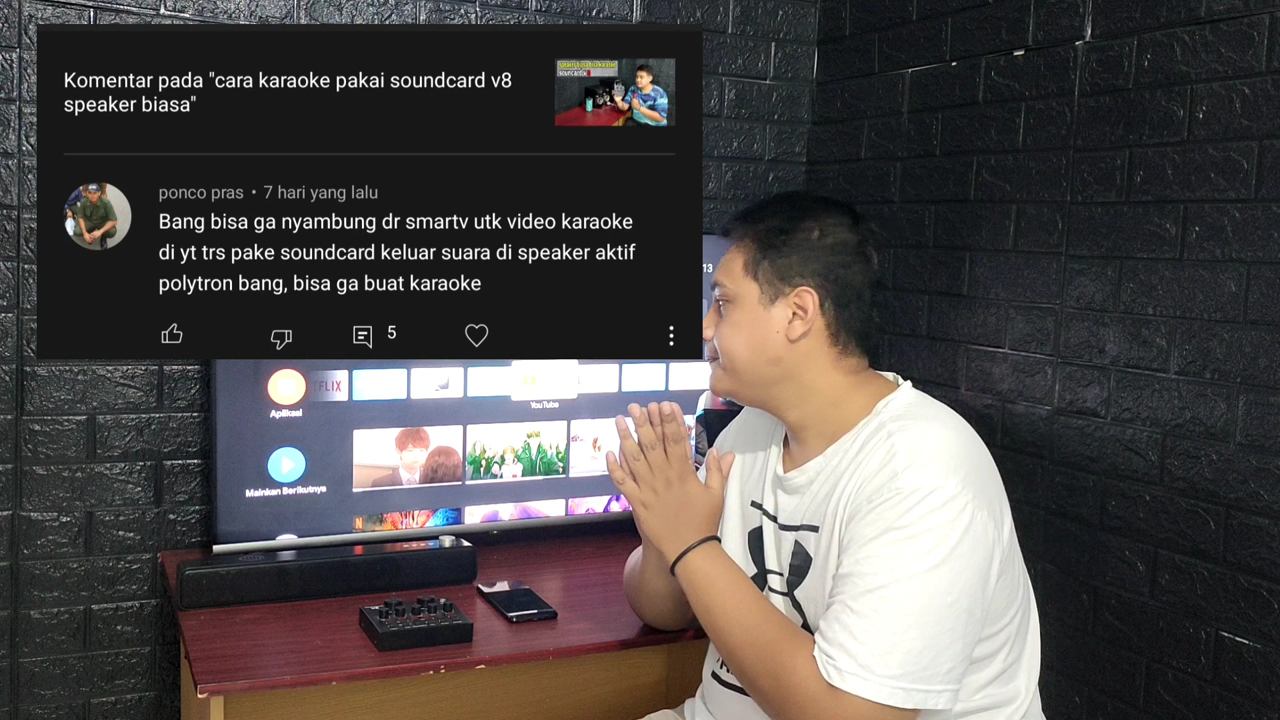 Komentar pada "cara karaoke pakai soundcard v8
speaker biasa"
ponco pras • 7 hari yang lalu
Bang bisa ga nyambung dr smartv utk video karaoke
di yt trs pake soundcard keluar suara di speaker aktif
polytron bang, bisa ga buat karaoke
5
13
FLIX
YouTube
Aplikasi
Mainkan Berikutnya
N